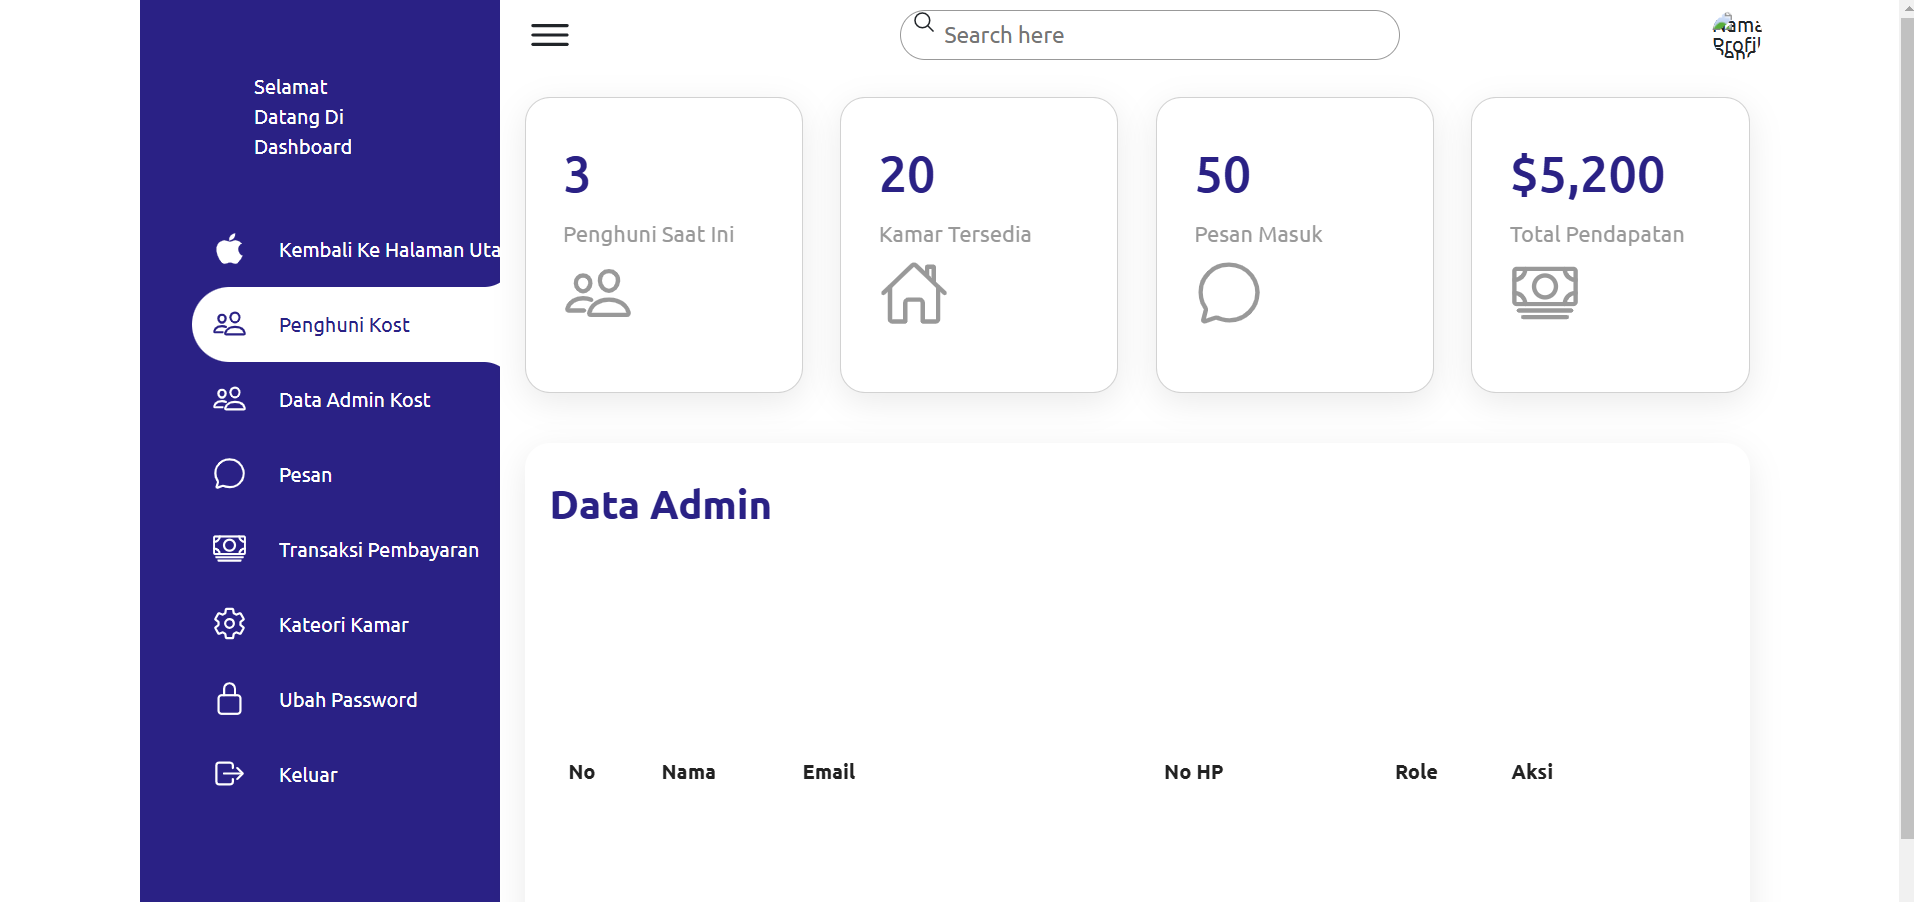 Selamat
Datang Di
Dashboard
Kembali Ke Halaman Uta
Penghuni Kost
Data Admin Kost
Pesan
Transaksi Pembayaran
Kateori Kamar
Ubah Password
Keluar
Search here
Nama
Profil
3
Penghuni Saat Ini
20
Kamar Tersedia
50
Pesan Masuk
$5,200
Total Pendapatan
Data Admin
No Nama Email No HP Role Aksi